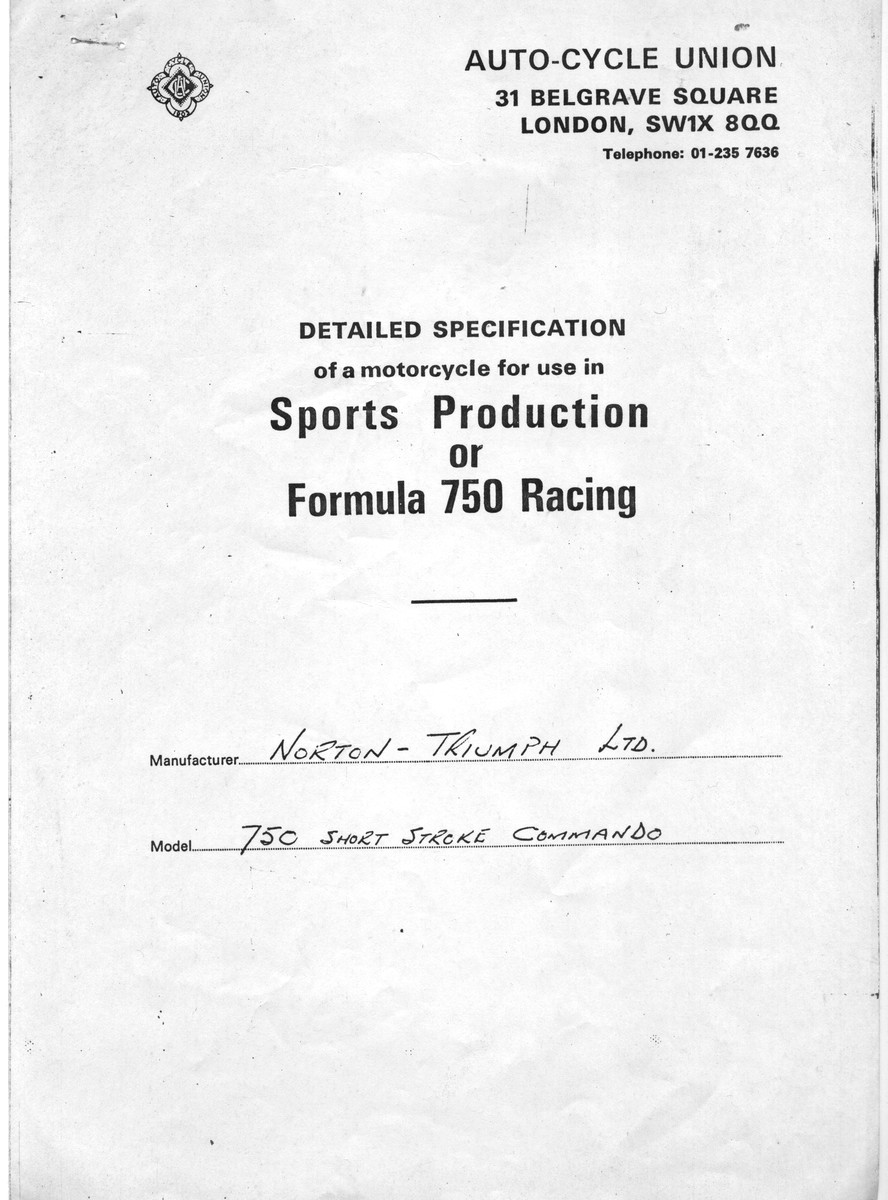 AUTO-CYCLE UNION
31 BELGRAVE SQUARE
LONDON, SW1X 8QQ
Telephone: 01-235 7636
DETAILED SPECIFICATION
of a motorcycle for use in
Sports Production
or
Formula 750 Racing
Manufacturer NORTON - TRIUMPH LTD.
Model 750 SHORT STROKE COMMANDO